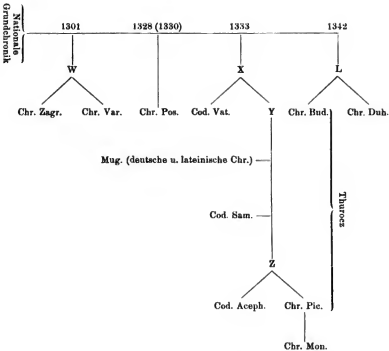 Nationale
Grundchronik
1301 1328 (1330) 1333 1342
W X L
Chr. Zagr. Chr. Var. Chr. Pos. Cod. Vat. Y Chr. Bud. Chr. Dub.
Mug. (deutsche u. lateinische Chr.)
Thurocz
Cod. Sam.
Z
Cod. Aceph. Chr. Pic.
Chr. Mon.